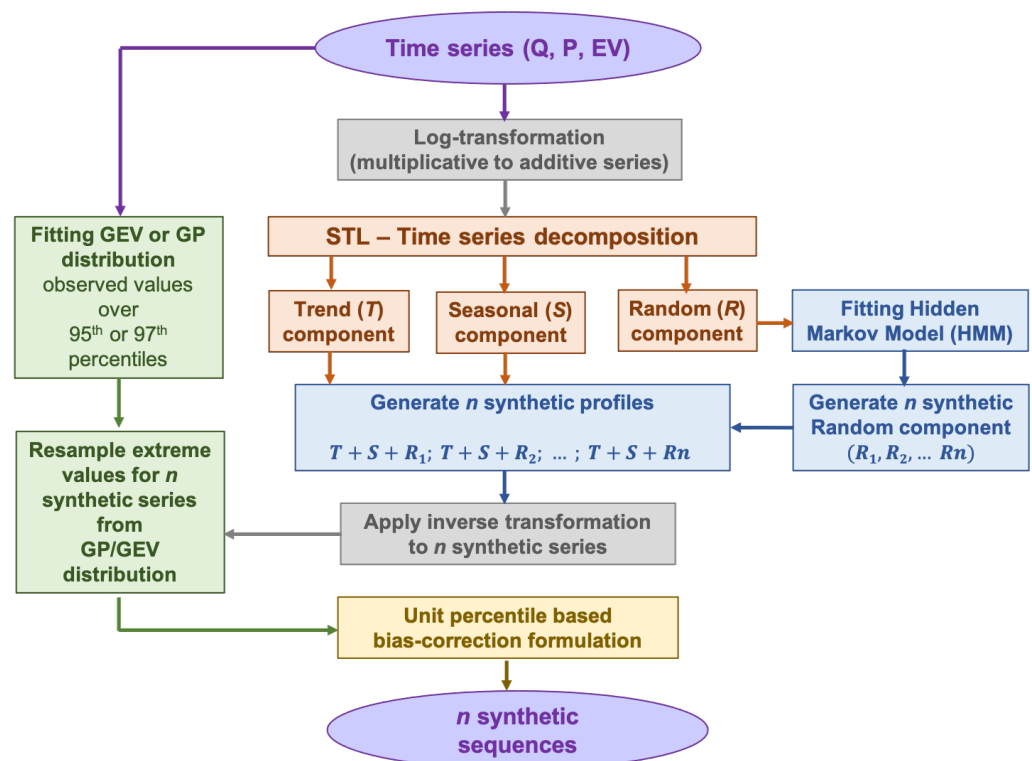 Time series (Q, P, EV)
Log-transformation
(multiplicative to additive series)
Fitting GEV or GP
distribution
observed values
over
95th or 97th
percentiles
STL – Time series decomposition
Trend (T)
component
Seasonal (S)
component
Random (R)
component
Fitting Hidden
Markov Model (HMM)
Generate n synthetic profiles
T + S + R₁; T + S + R₂; … ; T + S + Rn
Generate n synthetic
Random component
(R₁, R₂, … Rn)
Resample extreme
values for n
synthetic series
from
GP/GEV
distribution
Apply inverse transformation
to n synthetic series
Unit percentile based
bias-correction formulation
n synthetic
sequences